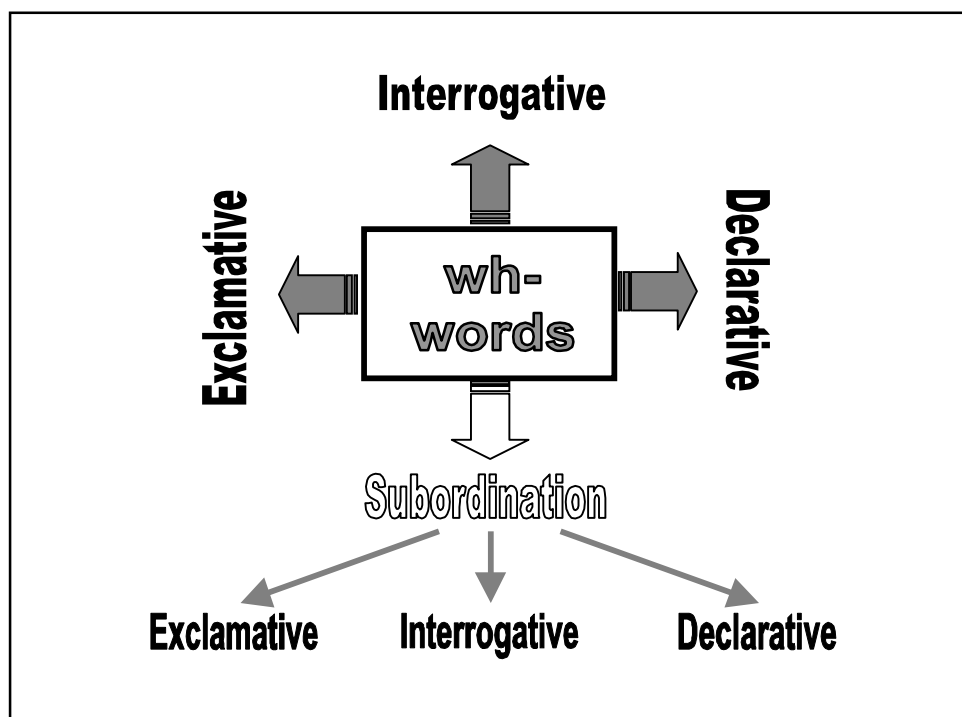 Interrogative
Exclamative
wh-
words
Declarative
Subordination
Exclamative
Interrogative
Declarative